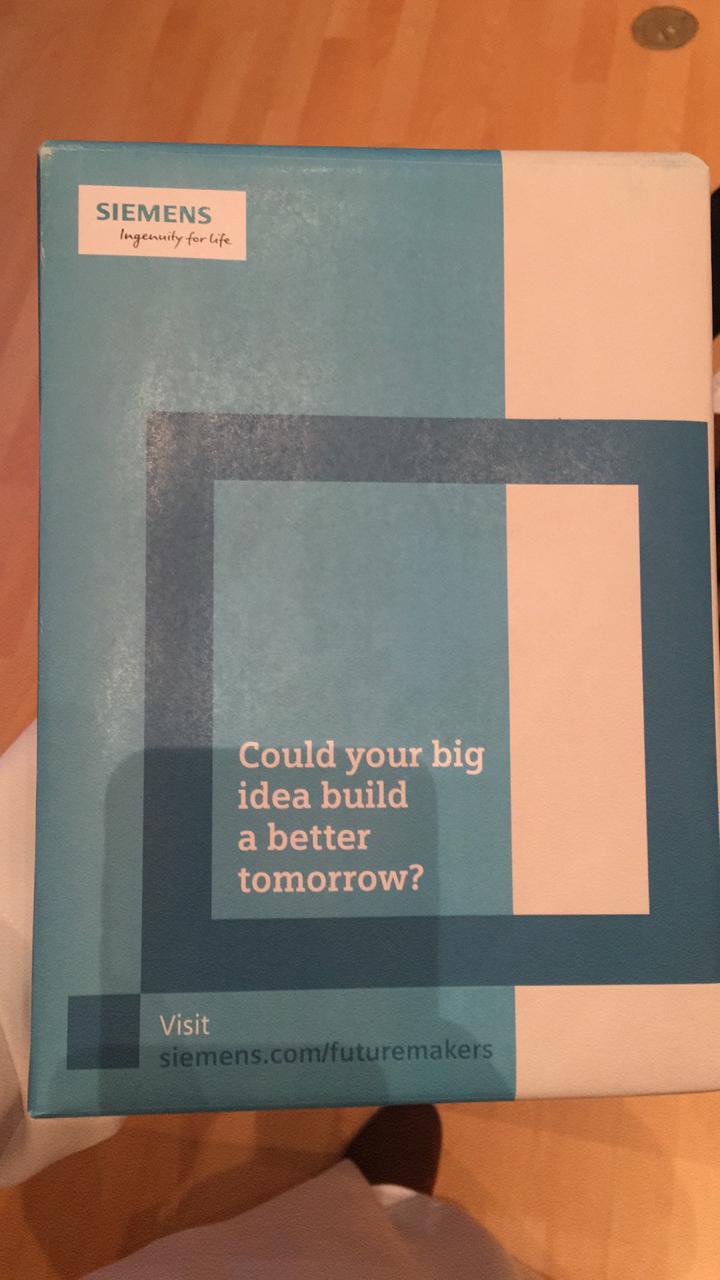 SIEMENS
Ingenuity for life
Could your big
idea build
a better
tomorrow?
Visit
siemens.com/futuremakers